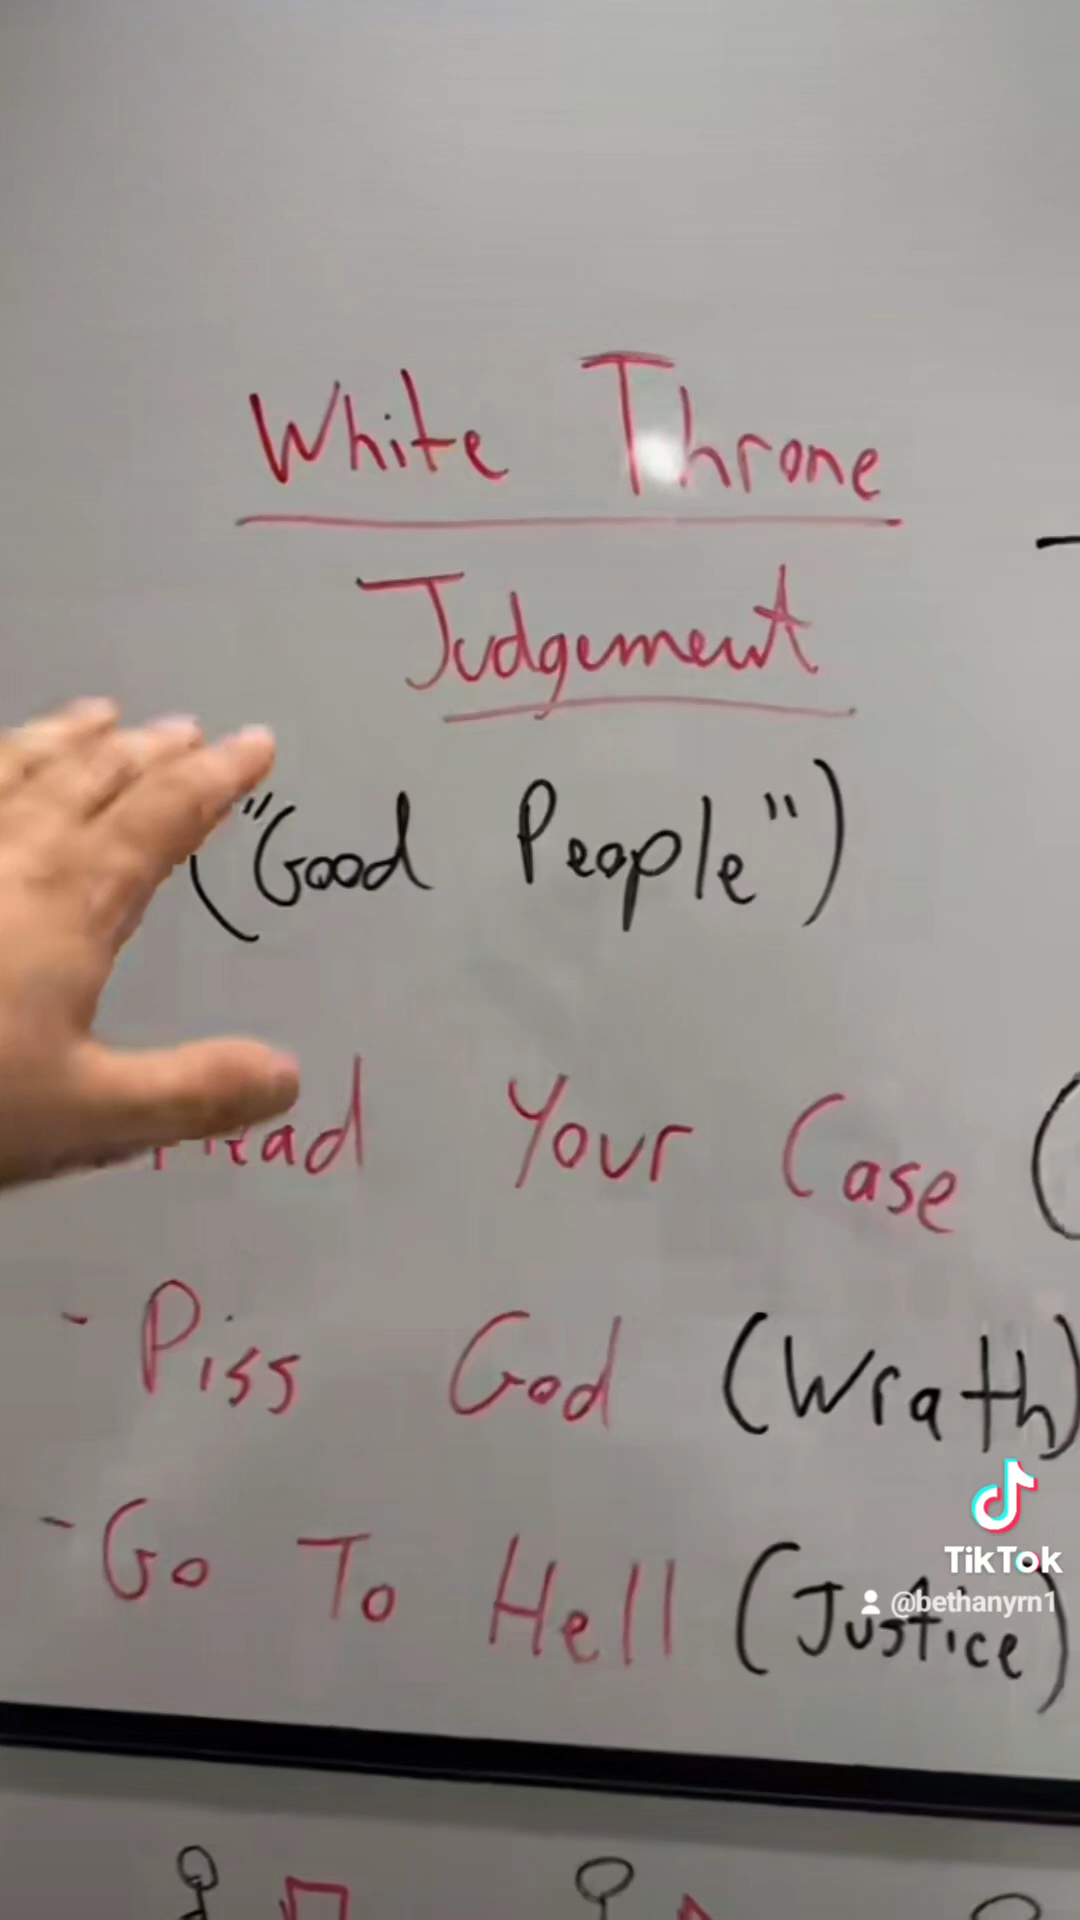 White Throne
Judgement
("Good People")
Your Case (
- Piss God (Wrath)
- Go To Hell (Justice)
TikTok
@bethanyrn1